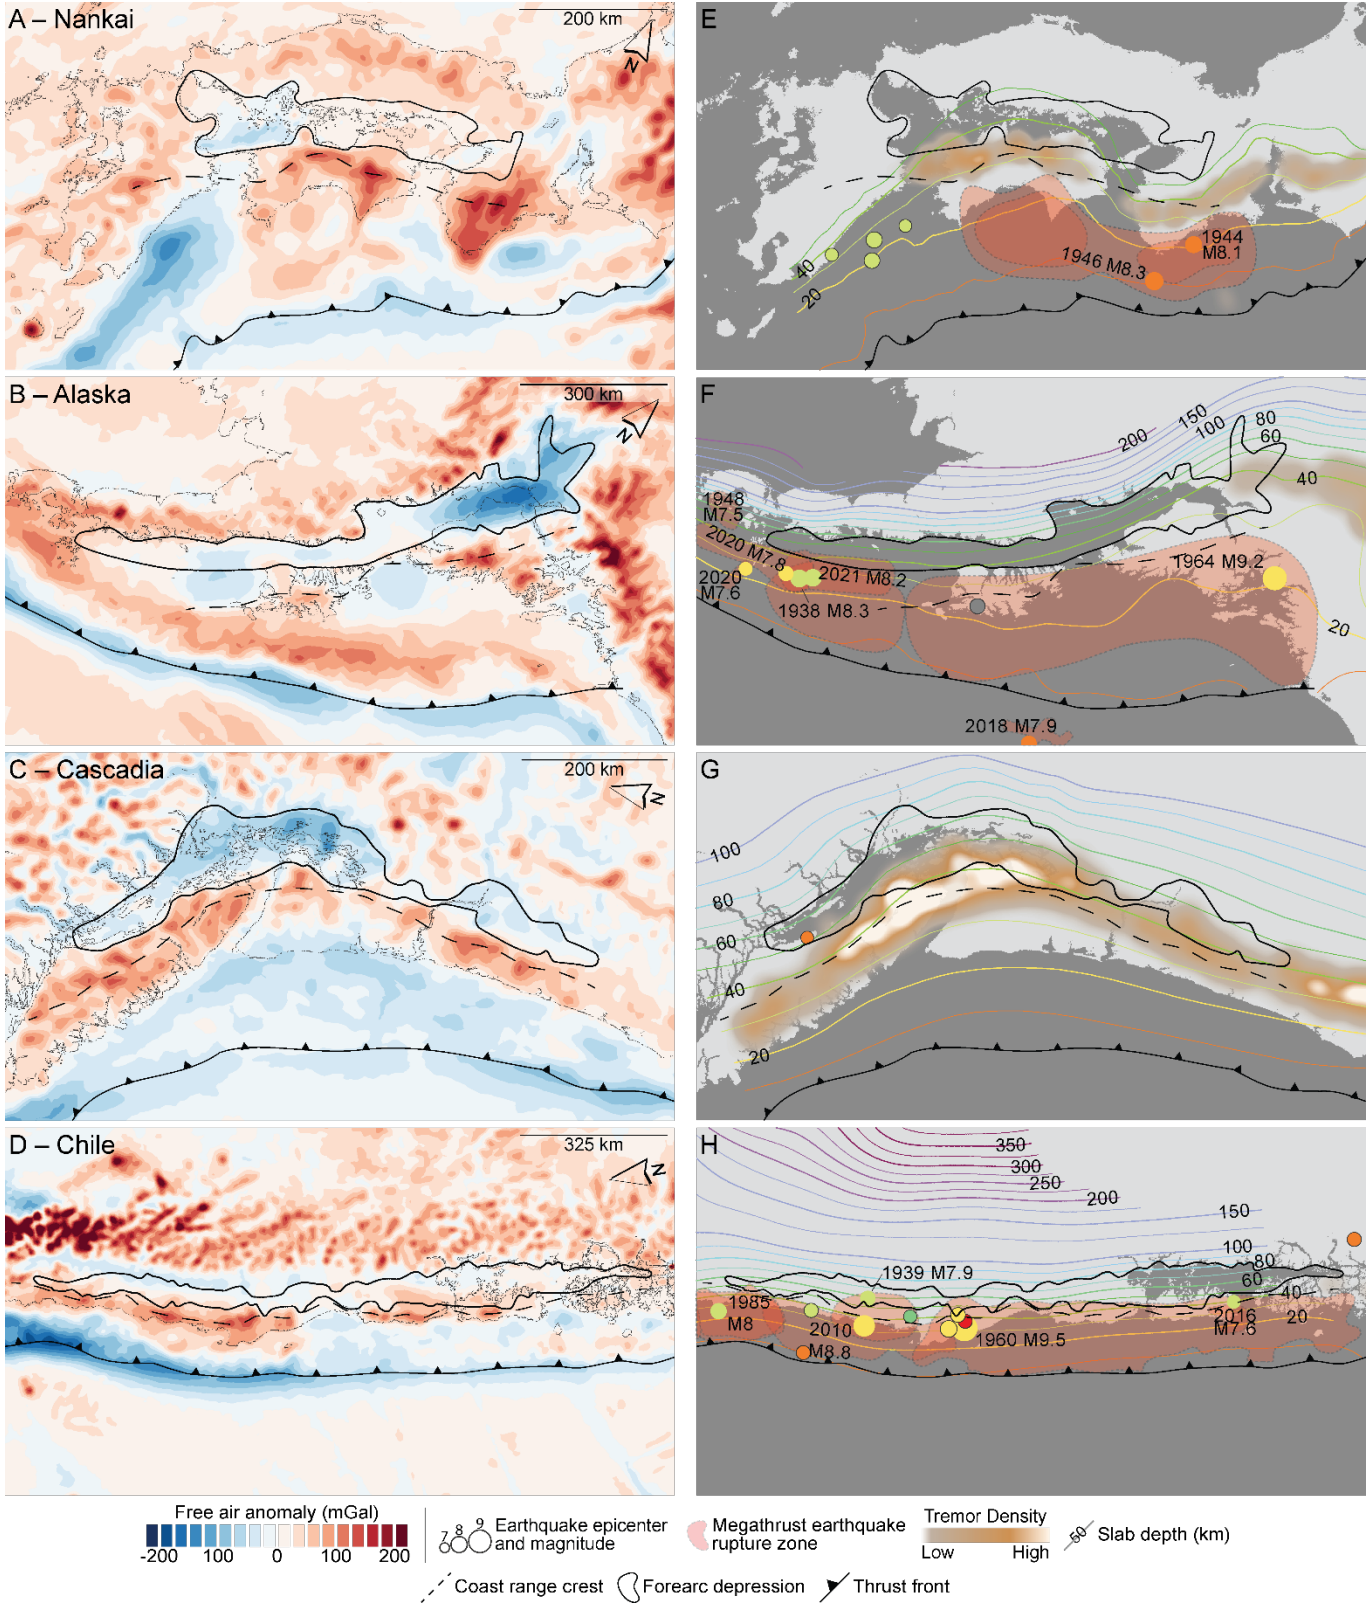 A – Nankai
200 km
N
E
1944
M8.1
1946 M8.3
40
20
B – Alaska
300 km
N
F
200
150
100
80
60
40
20
1948
M7.5
2020 M7.8
2020
M7.6
2021 M8.2
1938 M8.3
1964 M9.2
2018 M7.9
C – Cascadia
200 km
N
G
100
80
60
40
20
D – Chile
325 km
N
H
350
300
250
200
150
100
80
60
40
20
1939 M7.9
1985
M8
2010
M8.8
1960 M9.5
2016
M7.6
Free air anomaly (mGal)
-200 100 0 100 200
7 8 9
Earthquake epicenter
and magnitude
Megathrust earthquake
rupture zone
Tremor Density
Low High
50
Slab depth (km)
Coast range crest
Forearc depression
Thrust front